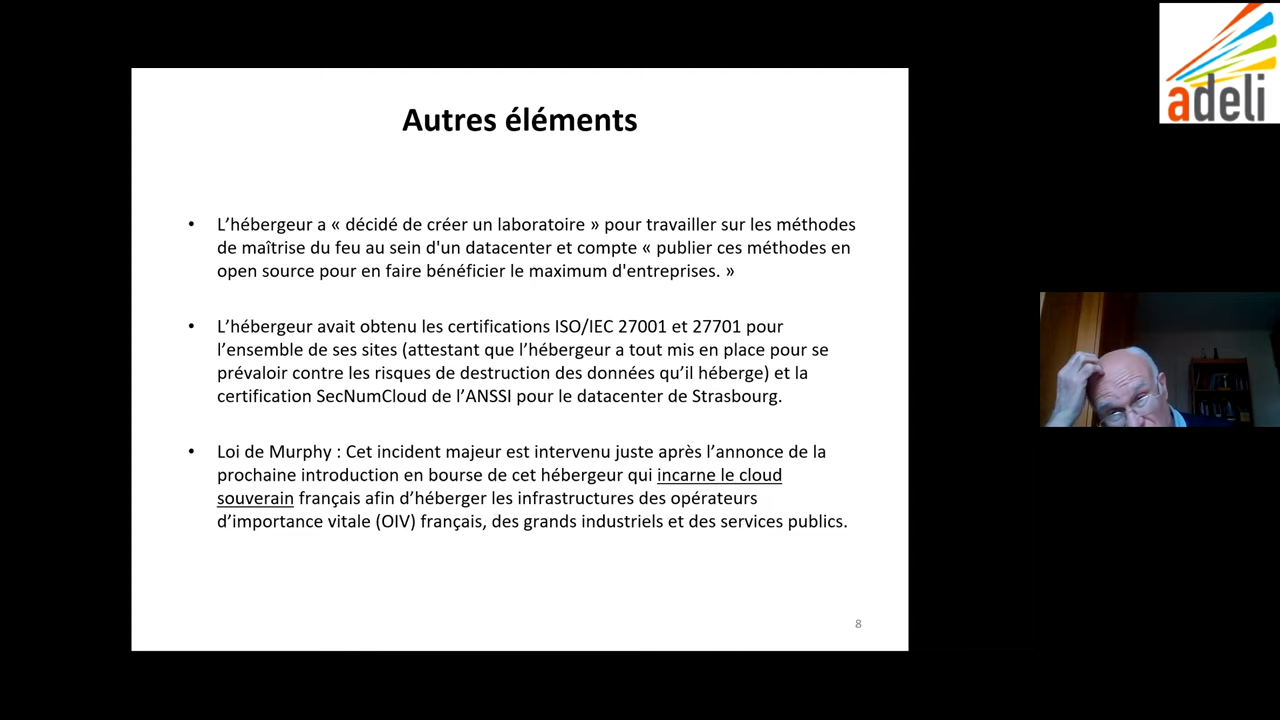 adeli
Autres éléments
• L’hébergeur a « décidé de créer un laboratoire » pour travailler sur les méthodes
de maîtrise du feu au sein d'un datacenter et compte « publier ces méthodes en
open source pour en faire bénéficier le maximum d'entreprises. »
• L’hébergeur avait obtenu les certifications ISO/IEC 27001 et 27701 pour
l’ensemble de ses sites (attestant que l’hébergeur a tout mis en place pour se
prévaloir contre les risques de destruction des données qu’il héberge) et la
certification SecNumCloud de l’ANSSI pour le datacenter de Strasbourg.
• Loi de Murphy : Cet incident majeur est intervenu juste après l’annonce de la
prochaine introduction en bourse de cet hébergeur qui incarne le cloud
souverain français afin d’héberger les infrastructures des opérateurs
d’importance vitale (OIV) français, des grands industriels et des services publics.
8